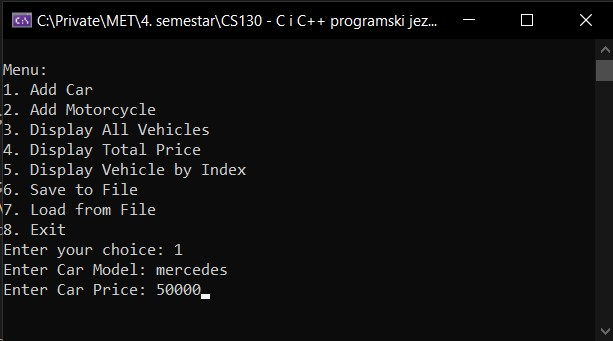 C:\Private\MET\4. semestar\CS130 - C i C++ programski jez...
Menu:
1. Add Car
2. Add Motorcycle
3. Display All Vehicles
4. Display Total Price
5. Display Vehicle by Index
6. Save to File
7. Load from File
8. Exit
Enter your choice: 1
Enter Car Model: mercedes
Enter Car Price: 50000